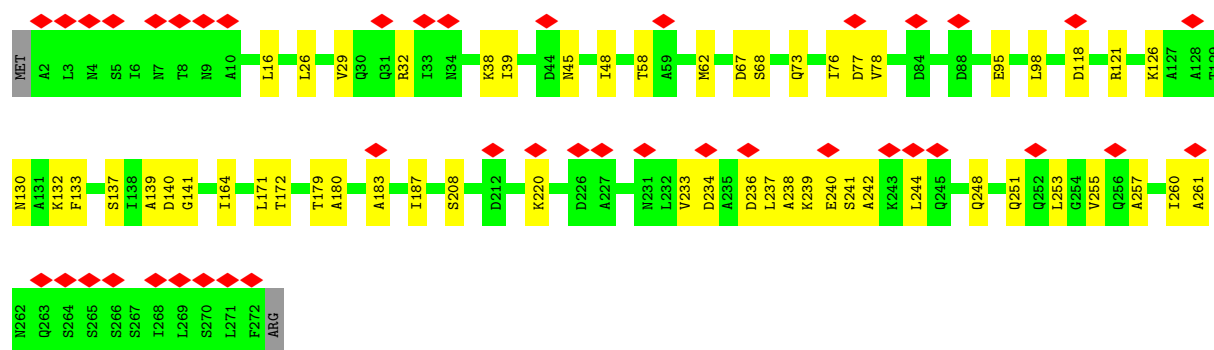 MET A2 L3 N4 S5 I6 N7 T8 N9 A10 L16 L26 V29 Q30 Q31 R32 I33 N34 K38 I39 D44 N45 I48 T58 A59 M62 D67 S68 Q73 I76 D77 V78 D84 D88 E95 L98 D118 R121 K126 A127 A128 T129
N130 A131 K132 F133 S137 I138 A139 D140 G141 I164 L171 T172 T179 A180 A183 I187 S208 D212 K220 D226 A227 N231 L232 V233 D234 A235 D236 L237 A238 K239 E240 S241 A242 K243 L244 Q245 Q248 Q251 Q252 L253 G254 V255 Q256 A257 I260 A261
N262 Q263 S264 S265 S266 S267 I268 L269 S270 L271 F272 ARG